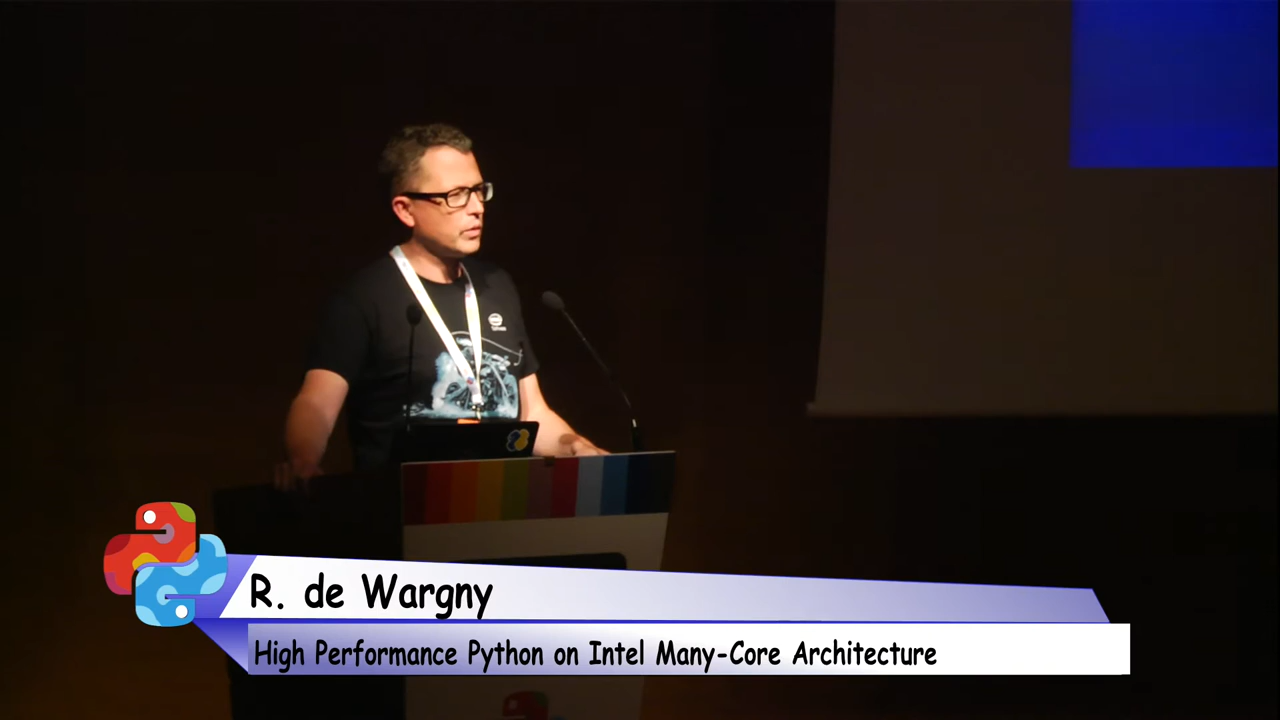 R. de Wargny
High Performance Python on Intel Many-Core Architecture